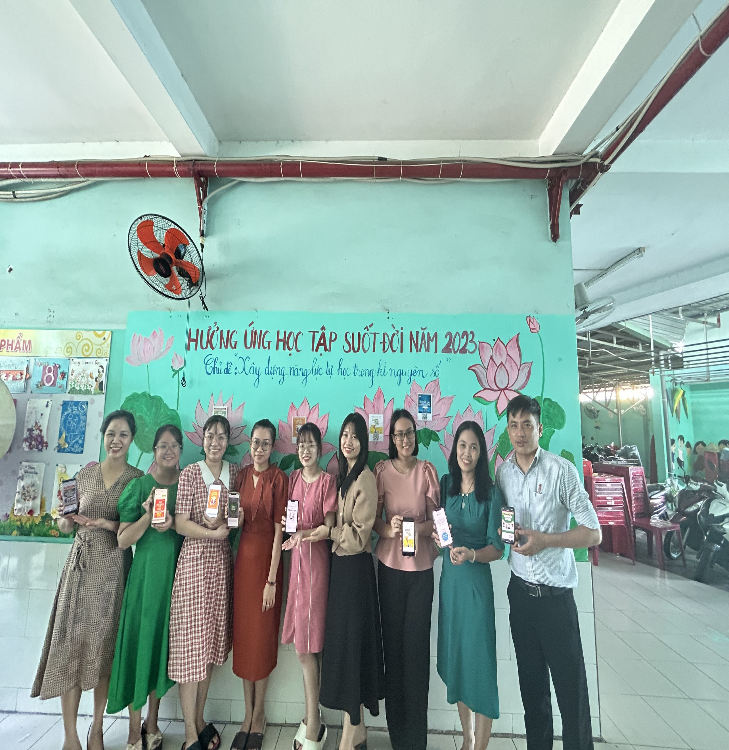 HƯỞNG ỨNG HỌC TẬP SUỐT ĐỜI NĂM 2023
Chủ đề "Xây dựng năng lực tự học trong kỉ nguyên số"
PHẨM
8